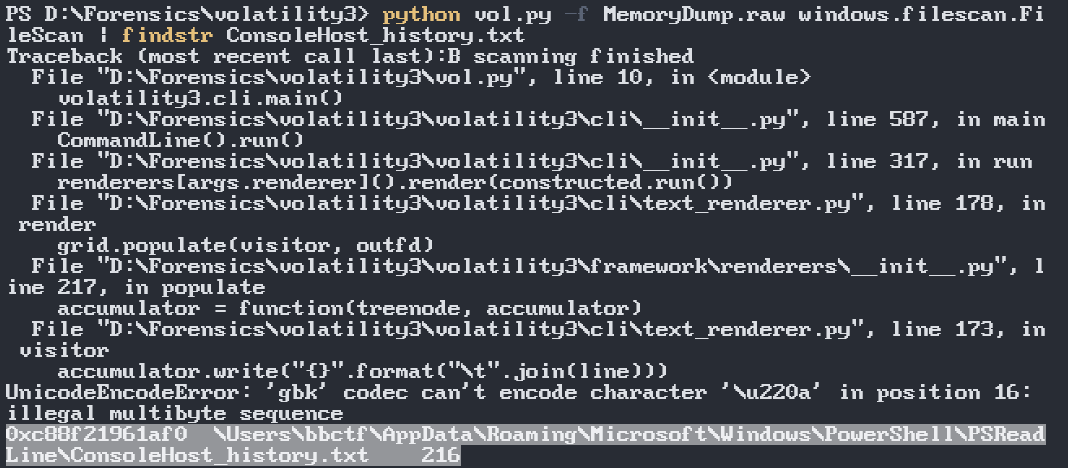 PS D:\Forensics\volatility3> python vol.py -f MemoryDump.raw windows.filescan.Fi
leScan | findstr ConsoleHost_history.txt
Traceback (most recent call last):B scanning finished
  File "D:\Forensics\volatility3\vol.py", line 10, in <module>
    volatility3.cli.main()
  File "D:\Forensics\volatility3\volatility3\cli\__init__.py", line 587, in main
    CommandLine().run()
  File "D:\Forensics\volatility3\volatility3\cli\__init__.py", line 317, in run
    renderers[args.renderer]().render(constructed.run())
  File "D:\Forensics\volatility3\volatility3\cli\text_renderer.py", line 178, in
 render
    grid.populate(visitor, outfd)
  File "D:\Forensics\volatility3\volatility3\framework\renderers\__init__.py", l
ine 217, in populate
    accumulator = function(treenode, accumulator)
  File "D:\Forensics\volatility3\volatility3\cli\text_renderer.py", line 173, in
 visitor
    accumulator.write("{}".format("\t".join(line)))
UnicodeEncodeError: 'gbk' codec can't encode character '\u220a' in position 16:
illegal multibyte sequence
0xc88f21961af0  \Users\bbctf\AppData\Roaming\Microsoft\Windows\PowerShell\PSRead
Line\ConsoleHost_history.txt    216